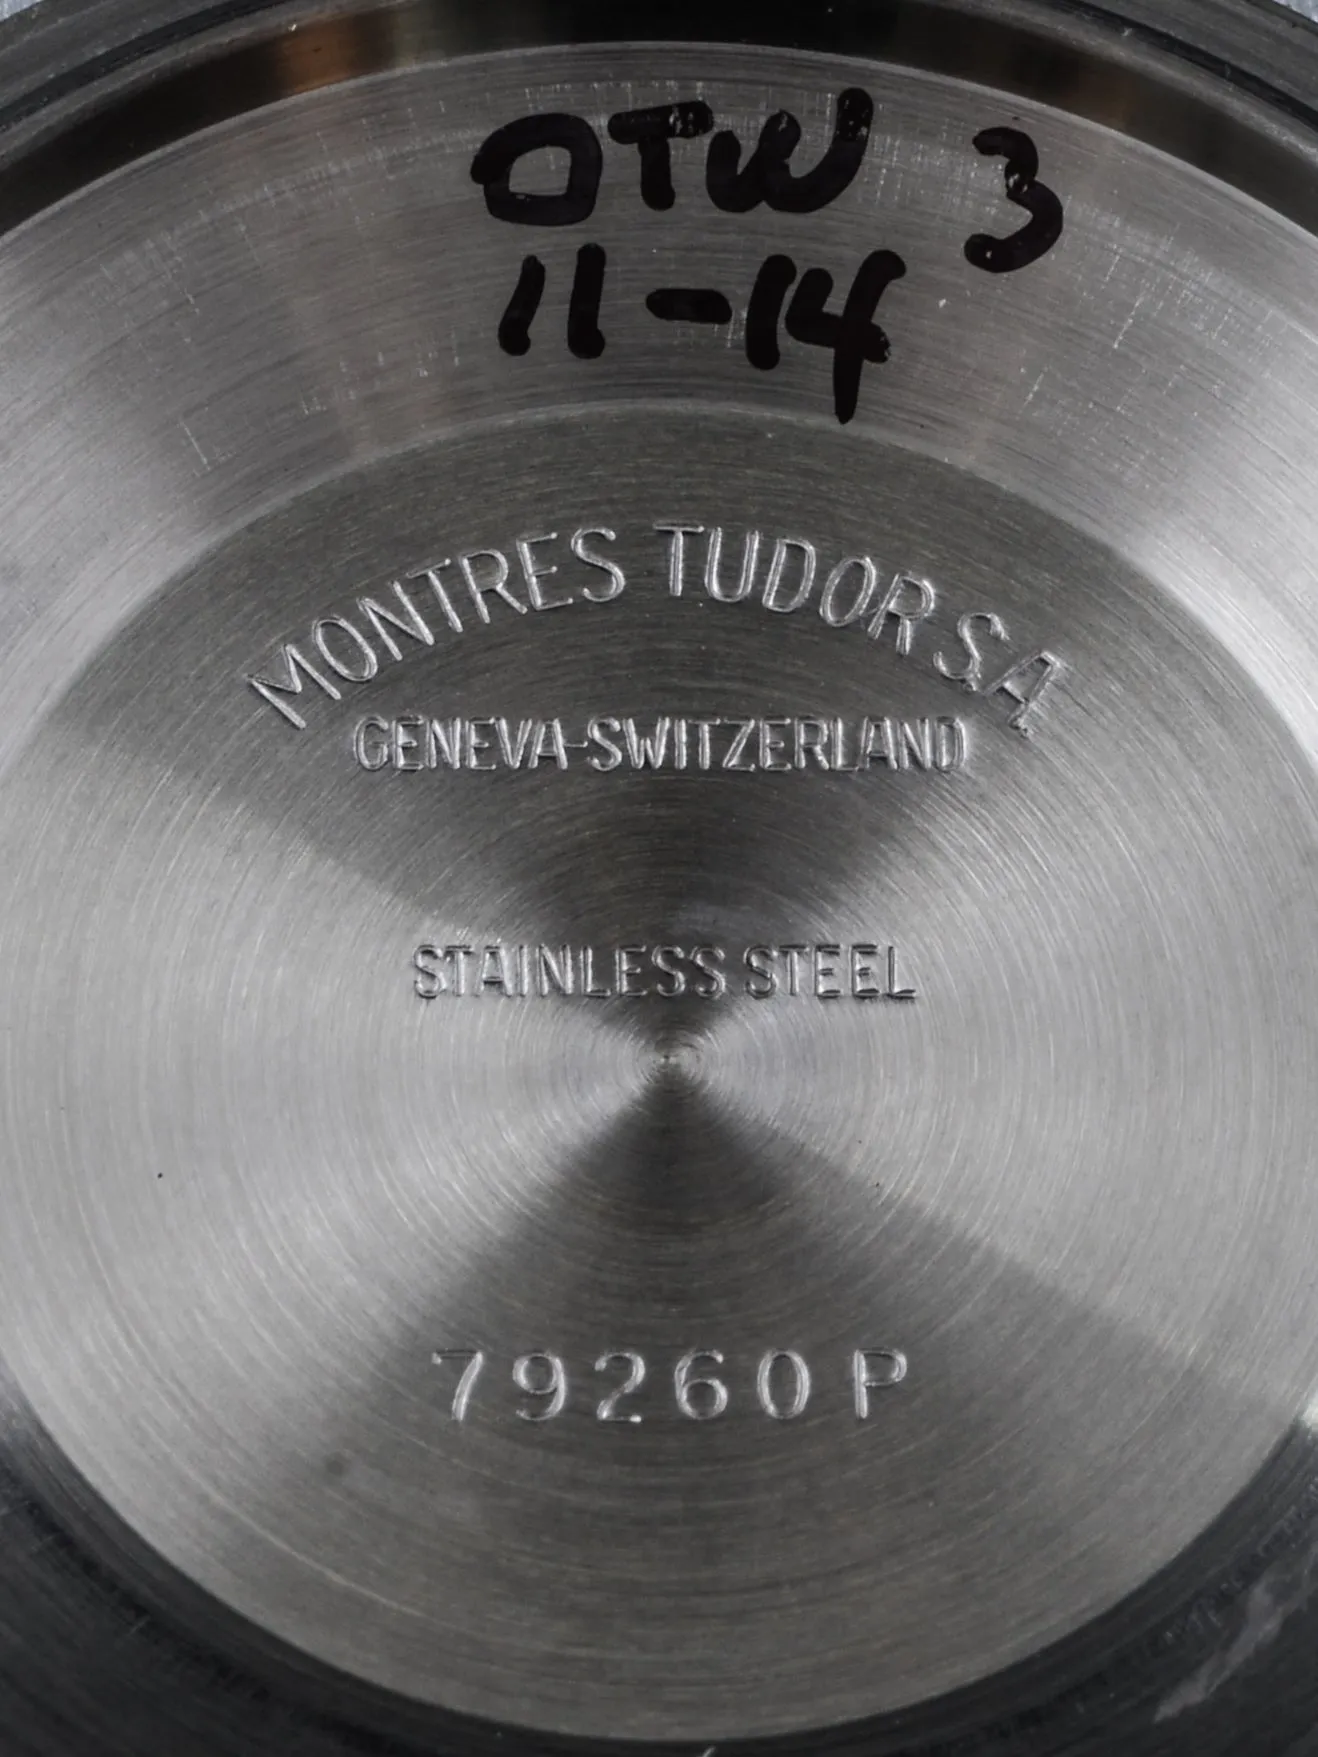 OTW 3
11-14
MONTRES TUDOR S.A
GENEVA-SWITZERLAND
STAINLESS STEEL
79260P